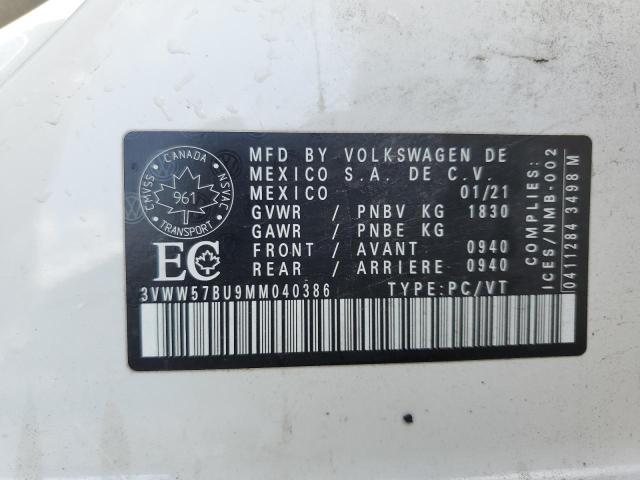 CANADA
CMVSS
NSVAC
961
TRANSPORT
EC
MFD BY VOLKSWAGEN DE
MEXICO S.A. DE C.V.
MEXICO 01/21
GVWR / PNBV KG 1830
GAWR / PNBE KG
FRONT / AVANT 0940
REAR / ARRIERE 0940
3VWW57BU9MM040386 TYPE:PC/VT
COMPLIES:
ICES/NMB-002
0411284 3498 M